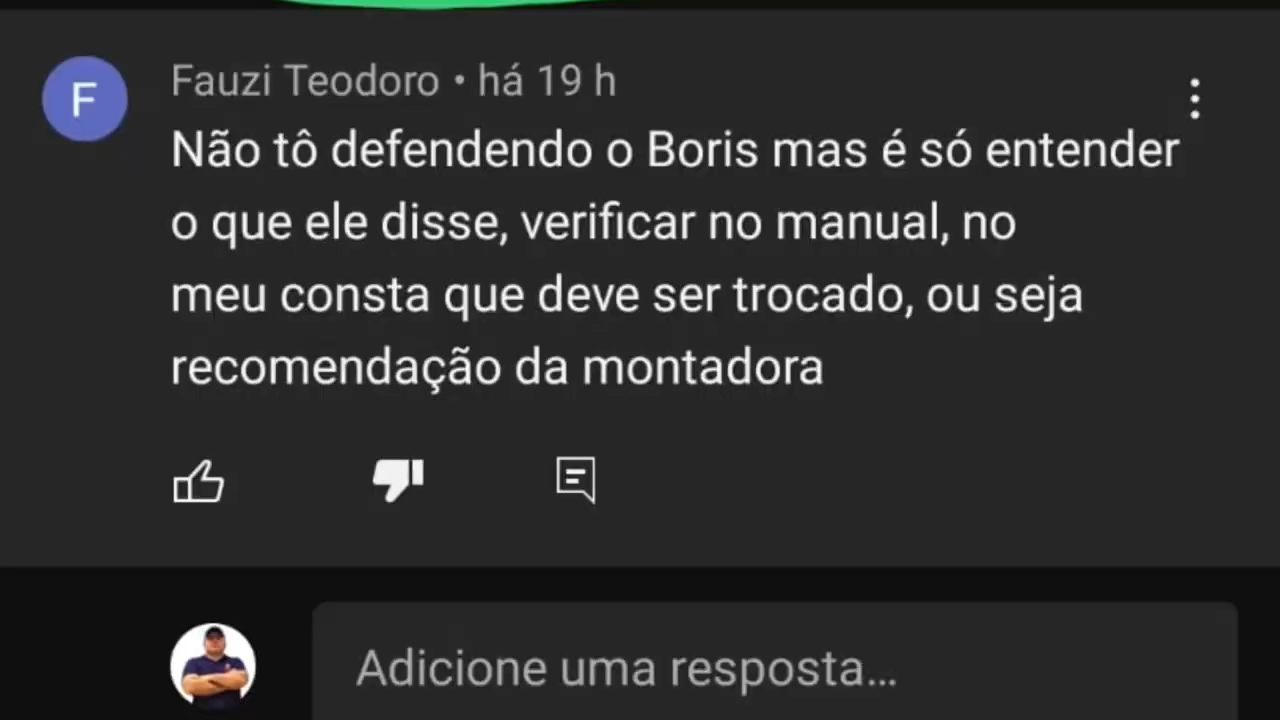 F
Fauzi Teodoro • há 19 h
Não tô defendendo o Boris mas é só entender
o que ele disse, verificar no manual, no
meu consta que deve ser trocado, ou seja
recomendação da montadora
Adicione uma resposta...